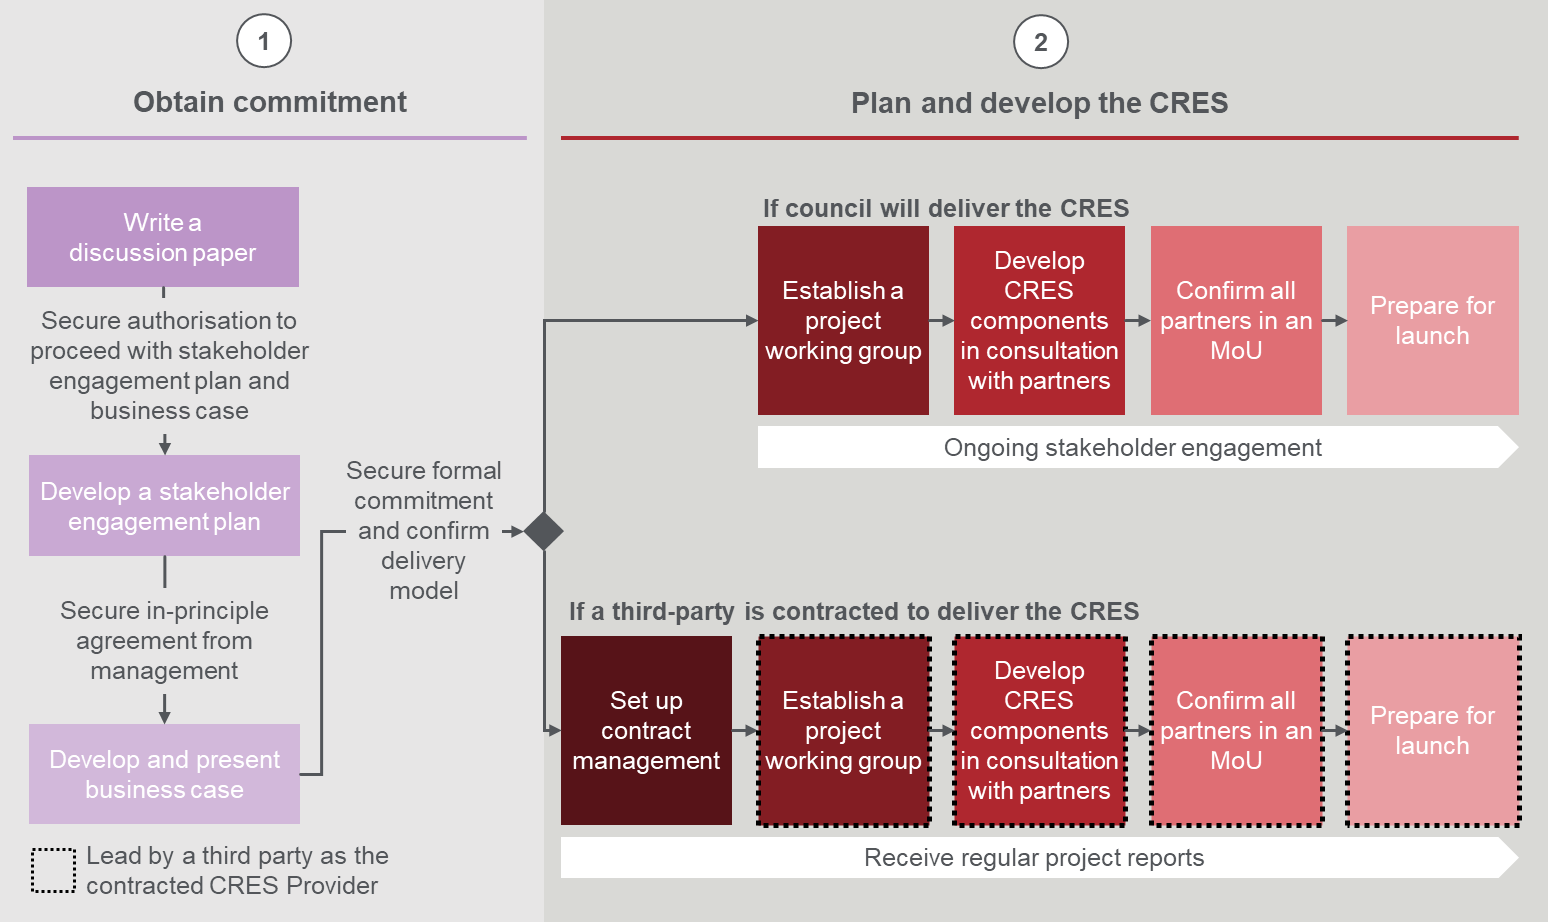 1
Obtain commitment
Write a
discussion paper
Secure authorisation to
proceed with stakeholder
engagement plan and
business case
Develop a stakeholder
engagement plan
Secure in-principle
agreement from
management
Develop and present
business case
Secure formal
commitment
and confirm
delivery
model
Lead by a third party as the
contracted CRES Provider
2
Plan and develop the CRES
If council will deliver the CRES
Establish a
project
working group
Develop
CRES
components
in consultation
with partners
Confirm all
partners in an
MoU
Prepare for
launch
Ongoing stakeholder engagement
If a third-party is contracted to deliver the CRES
Set up
contract
management
Establish a
project
working group
Develop
CRES
components
in consultation
with partners
Confirm all
partners in an
MoU
Prepare for
launch
Receive regular project reports